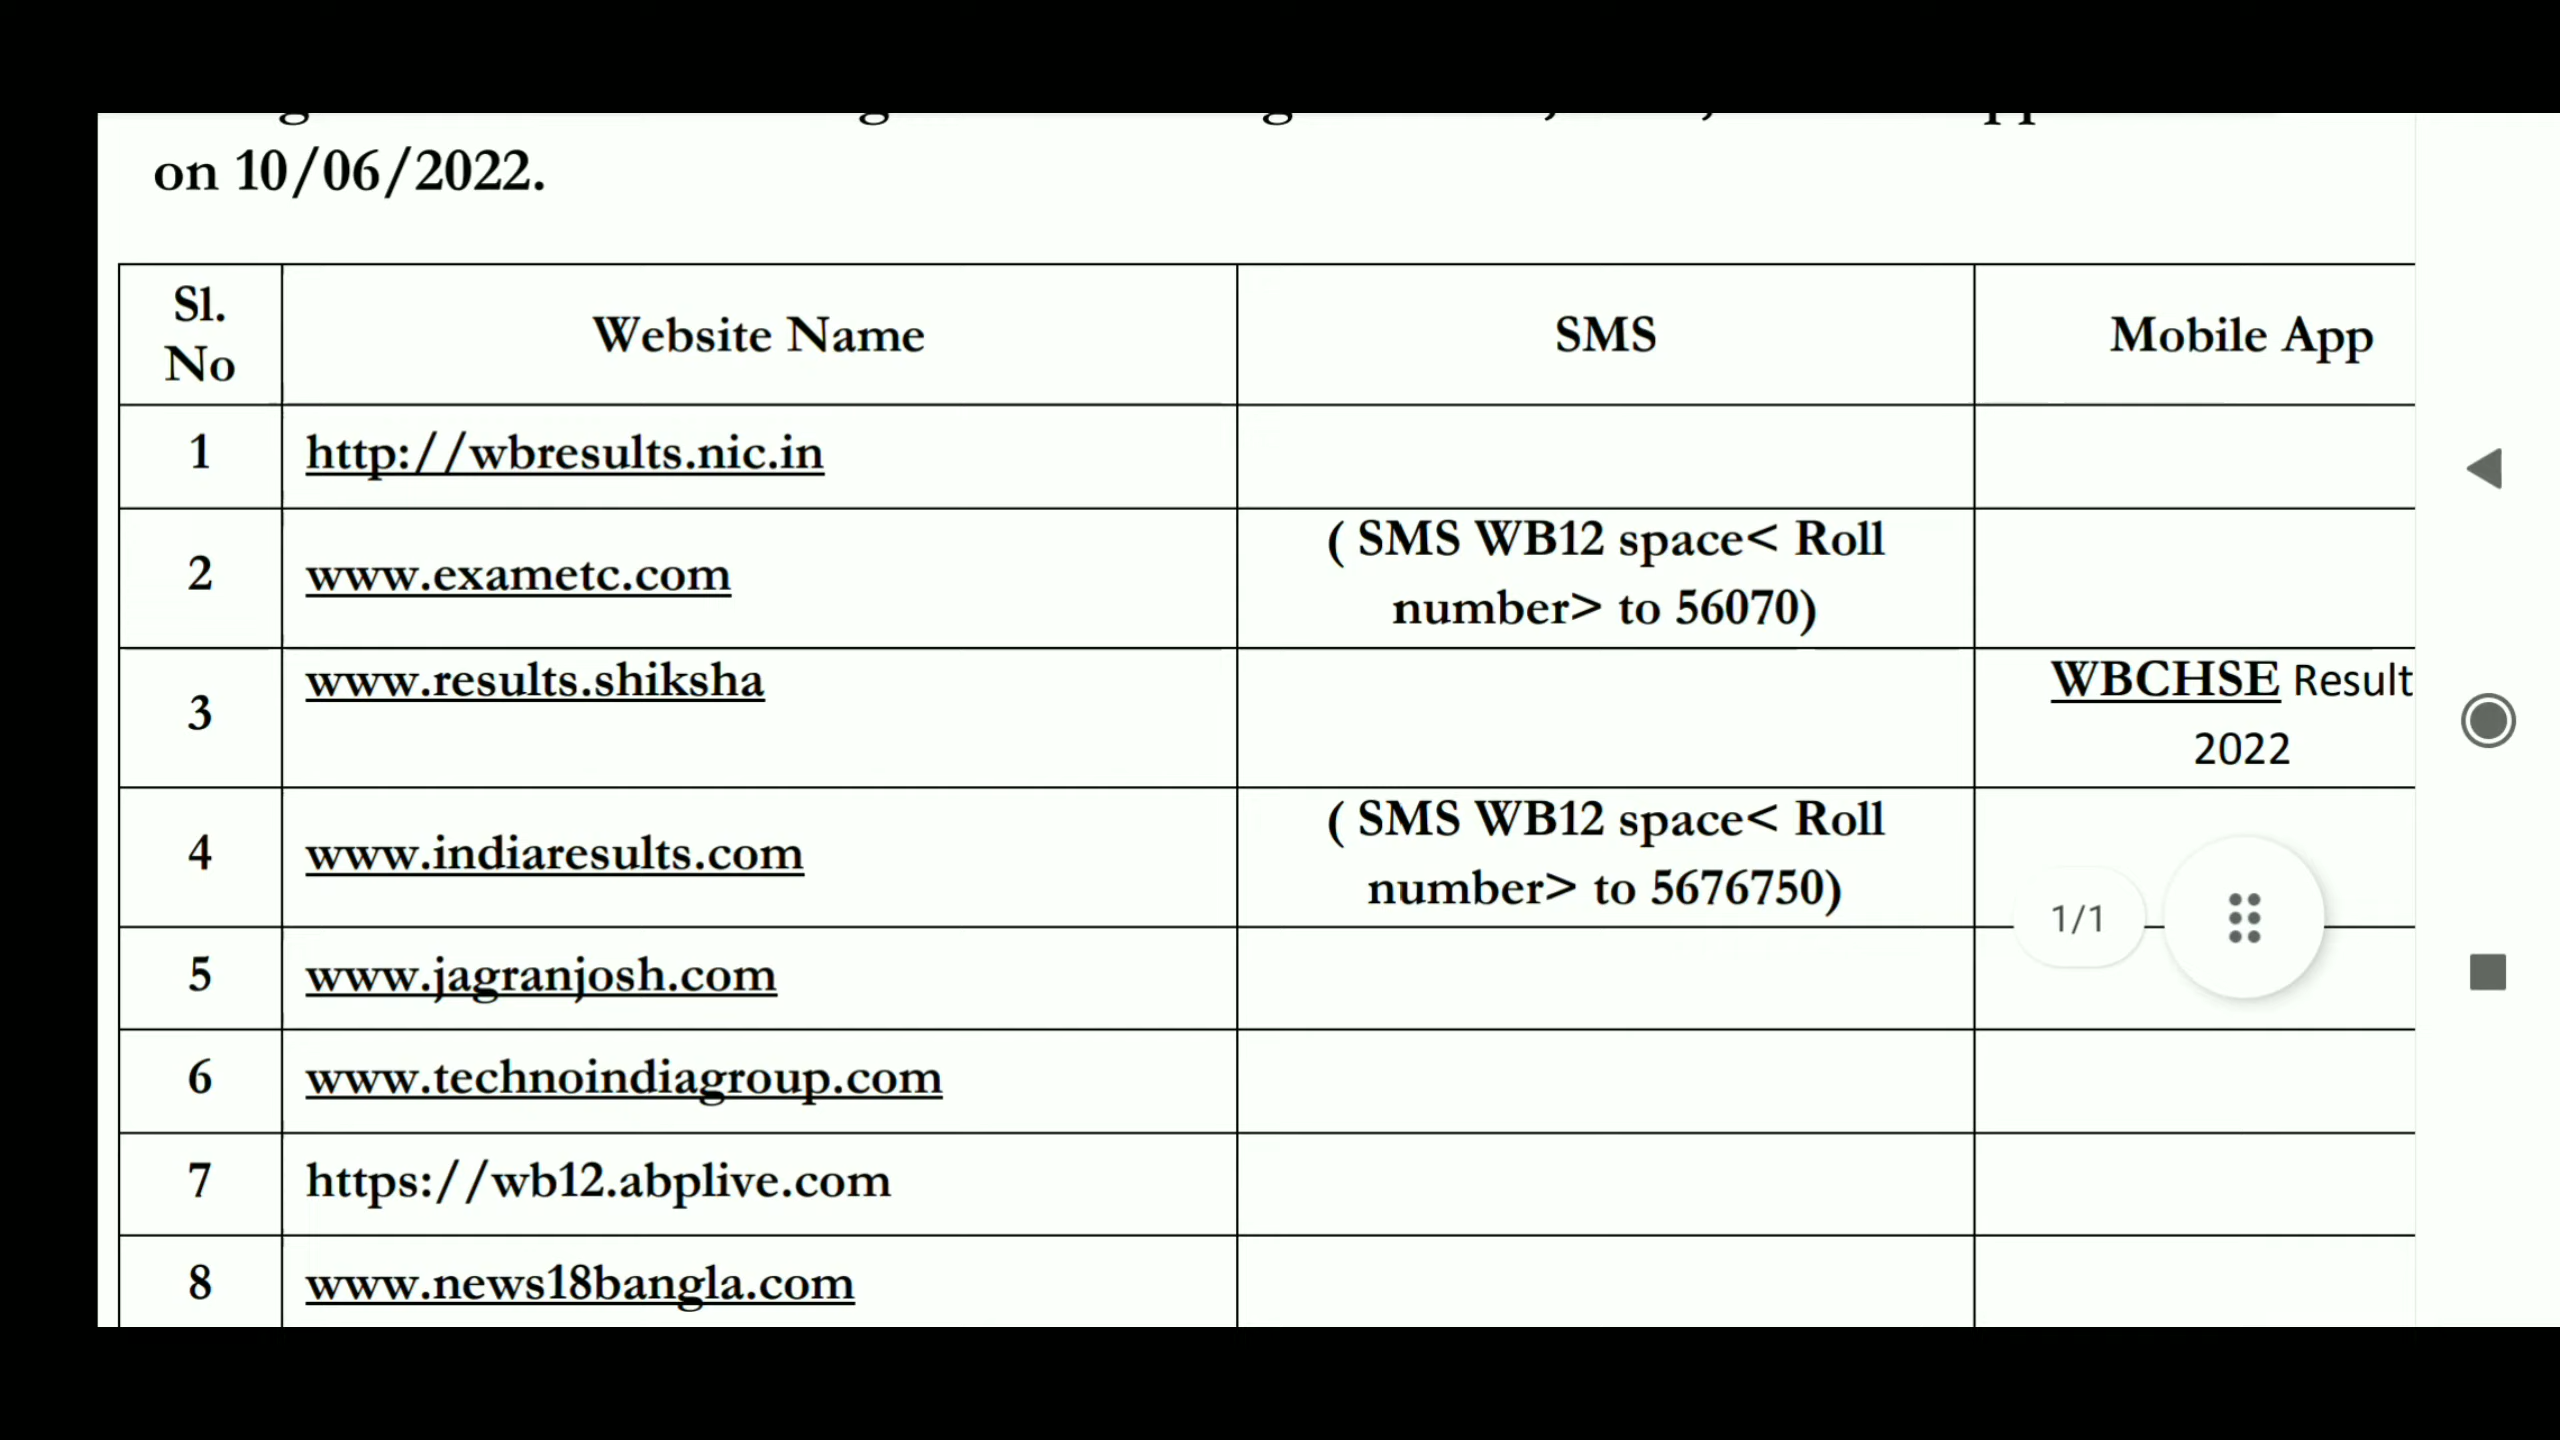 on 10/06/2022.
Sl.
No
Website Name
SMS
Mobile App
1
http://wbresults.nic.in
2
www.exametc.com
( SMS WB12 space< Roll
number> to 56070)
3
www.results.shiksha
WBCHSE Result
2022
4
www.indiaresults.com
( SMS WB12 space< Roll
number> to 5676750)
1/1
5
www.jagranjosh.com
6
www.technoindiagroup.com
7
https://wb12.abplive.com
8
www.news18bangla.com